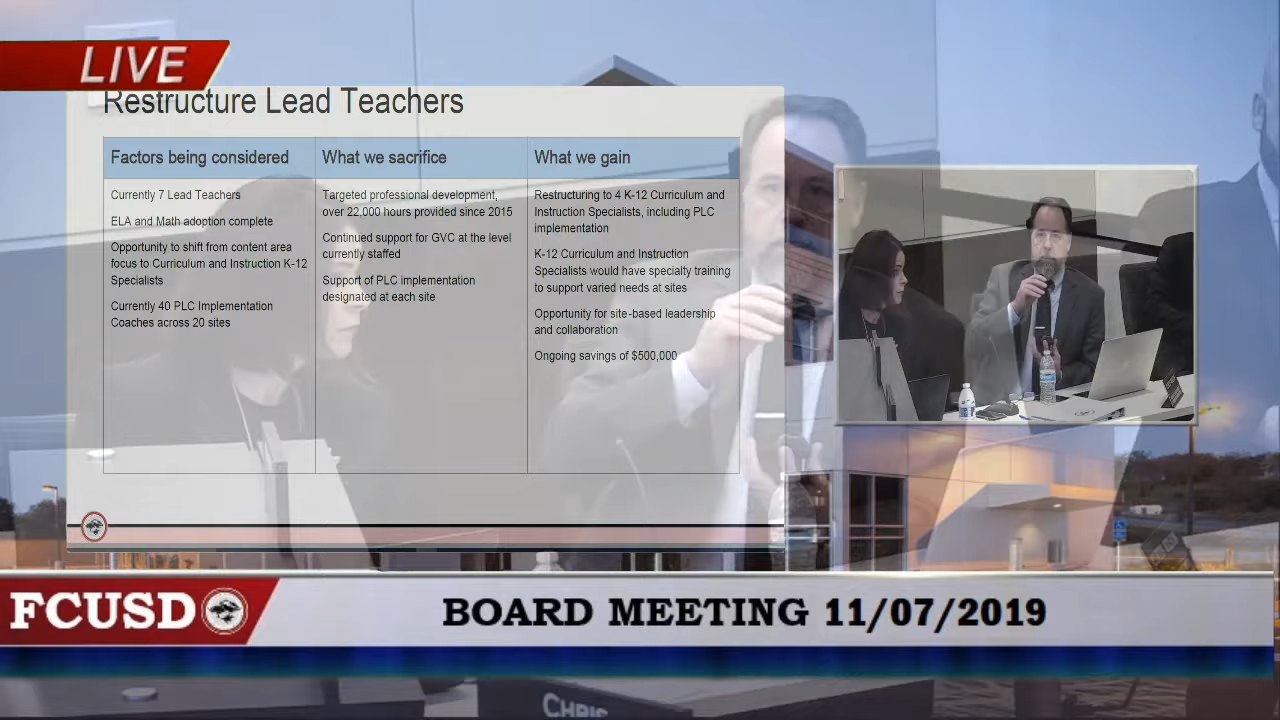 LIVE
Restructure Lead Teachers
Factors being considered
What we sacrifice
What we gain
Currently 7 Lead Teachers
ELA and Math adoption complete
Opportunity to shift from content area
focus to Curriculum and Instruction K-12
Specialists
Currently 40 PLC Implementation
Coaches across 20 sites
Targeted professional development,
over 22,000 hours provided since 2015
Continued support for GVC at the level
currently staffed
Support of PLC implementation
designated at each site
Restructuring to 4 K-12 Curriculum and
Instruction Specialists, including PLC
implementation
K-12 Curriculum and Instruction
Specialists would have specialty training
to support varied needs at sites
Opportunity for site-based leadership
and collaboration
Ongoing savings of $500,000
FCUSD
BOARD MEETING 11/07/2019
CHRIS